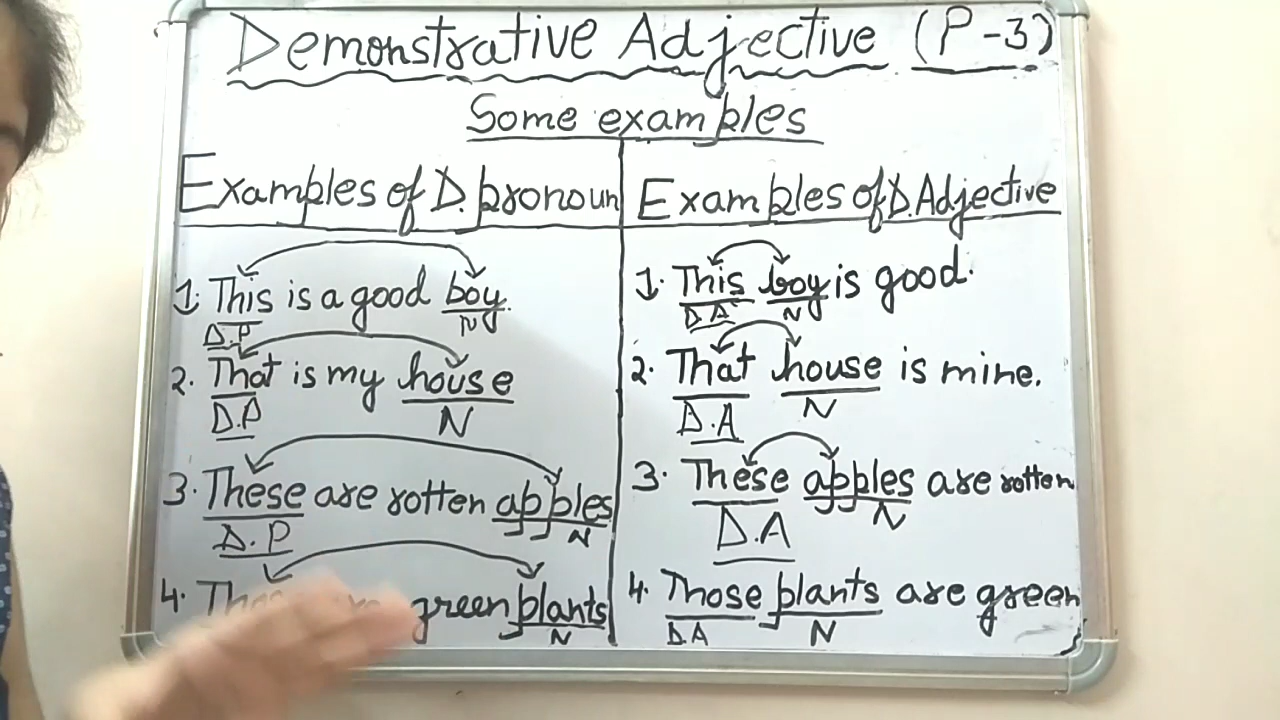 Demonstrative Adjective (P-3)
Some examples
Examples of D. pronoun
1. This is a good boy.
D.P N
2. That is my house
D.P N
3. These are rotten apples
D.P N
4. green plants
N
Examples of D.Adjective
1. This boy is good.
D.A N
2. That house is mine.
D.A N
3. These apples are rotten
D.A N
4. Those plants are green
D.A N